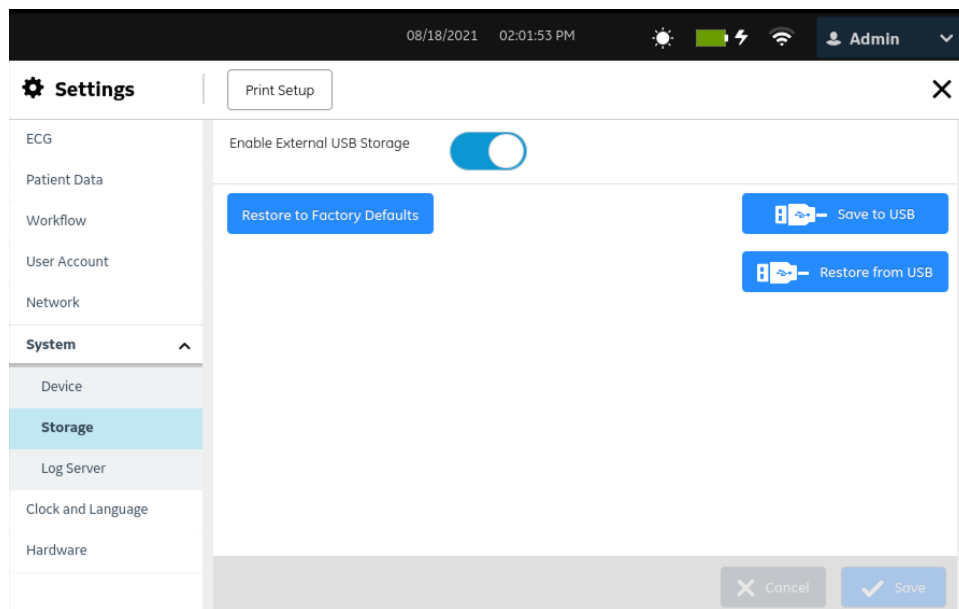 08/18/2021 02:01:53 PM Admin
Settings
Print Setup
ECG
Patient Data
Workflow
User Account
Network
System
Device
Storage
Log Server
Clock and Language
Hardware
Enable External USB Storage
Restore to Factory Defaults
Save to USB
Restore from USB
Cancel
Save